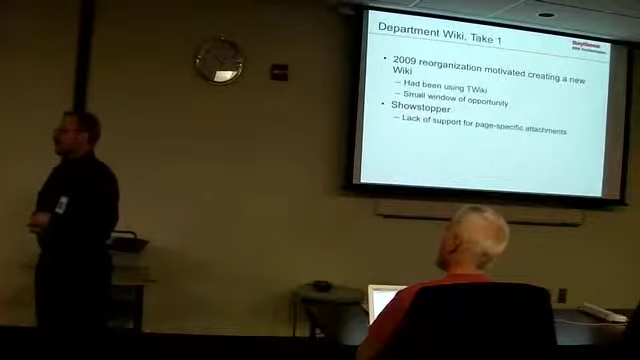 Department Wiki, Take 1
Raytheon
• 2009 reorganization motivated creating a new
Wiki
– Had been using TWiki
– Small window of opportunity
• Showstopper
– Lack of support for page-specific attachments